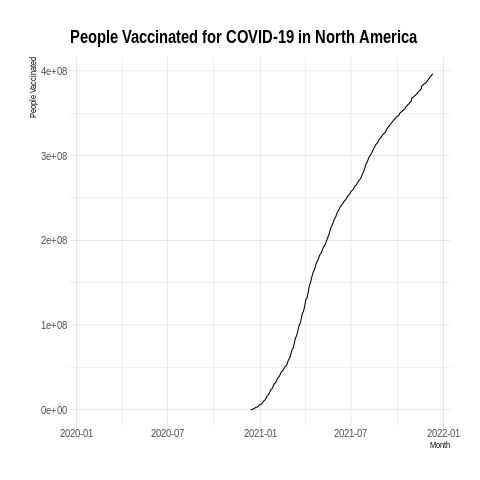 People Vaccinated for COVID-19 in North America
People Vaccinated
4e+08
3e+08
2e+08
1e+08
0e+00
2020-01
2020-07
2021-01
2021-07
2022-01
Month